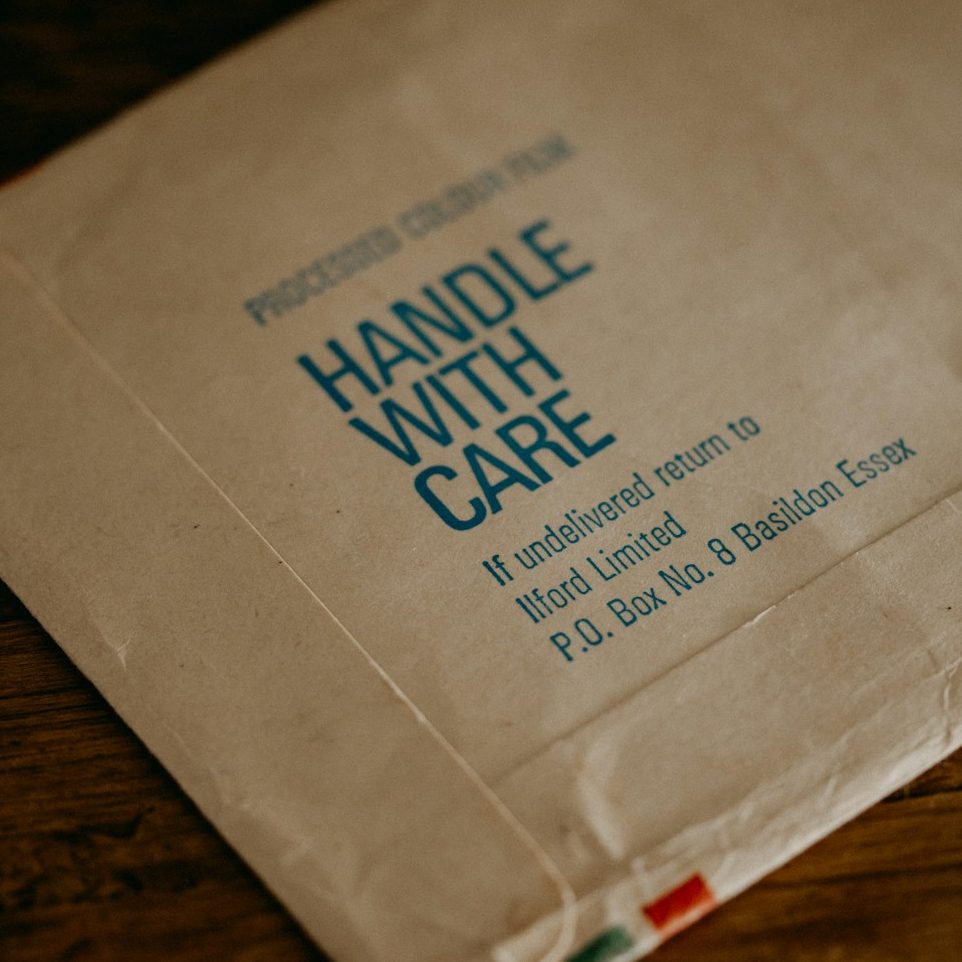 PROCESSED COLOUR FILM
HANDLE
WITH
CARE
If undelivered return to
Ilford Limited
P.O. Box No. 8 Basildon Essex